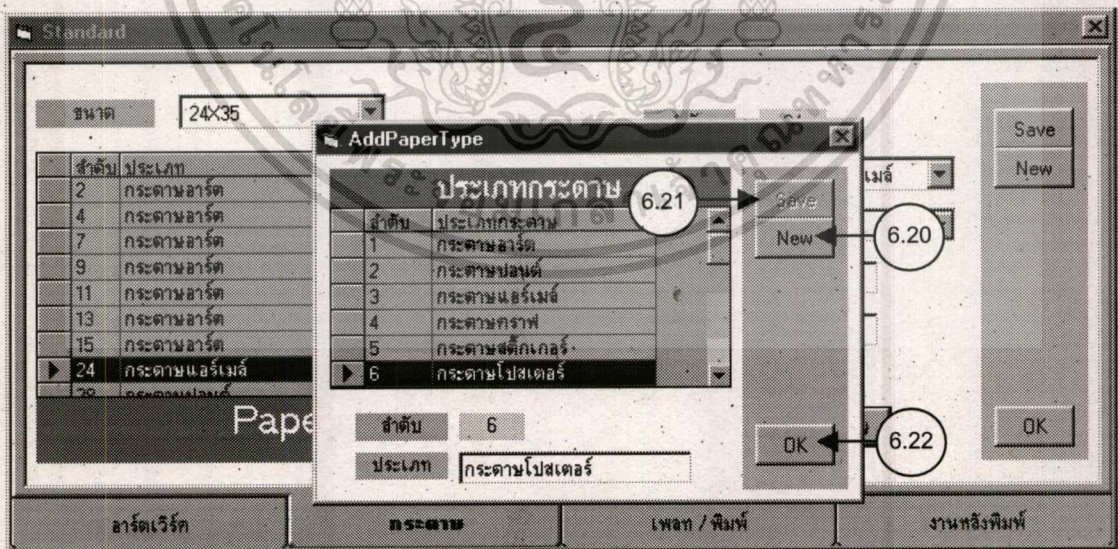 Standard
ขนาด 24X35
Save
New
ลำดับ ประเภท
2 กระดาษอาร์ต
4 กระดาษอาร์ต
7 กระดาษอาร์ต
9 กระดาษอาร์ต
11 กระดาษอาร์ต
13 กระดาษอาร์ต
15 กระดาษอาร์ต
24 กระดาษแอร์เมล์
Pape
เมล์
OK
AddPaperType
ประเภทกระดาษ
6.21 Save
New 6.20
ลำดับ ประเภทกระดาษ
1 กระดาษอาร์ต
2 กระดาษปอนด์
3 กระดาษแอร์เมล์
4 กระดาษกราฟ
5 กระดาษสติ๊กเกอร์
6 กระดาษโปสเตอร์
ลำดับ 6
ประเภท กระดาษโปสเตอร์
OK 6.22
อาร์ตเวิร์ค กระดาษ เพลท / พิมพ์ งานหลังพิมพ์